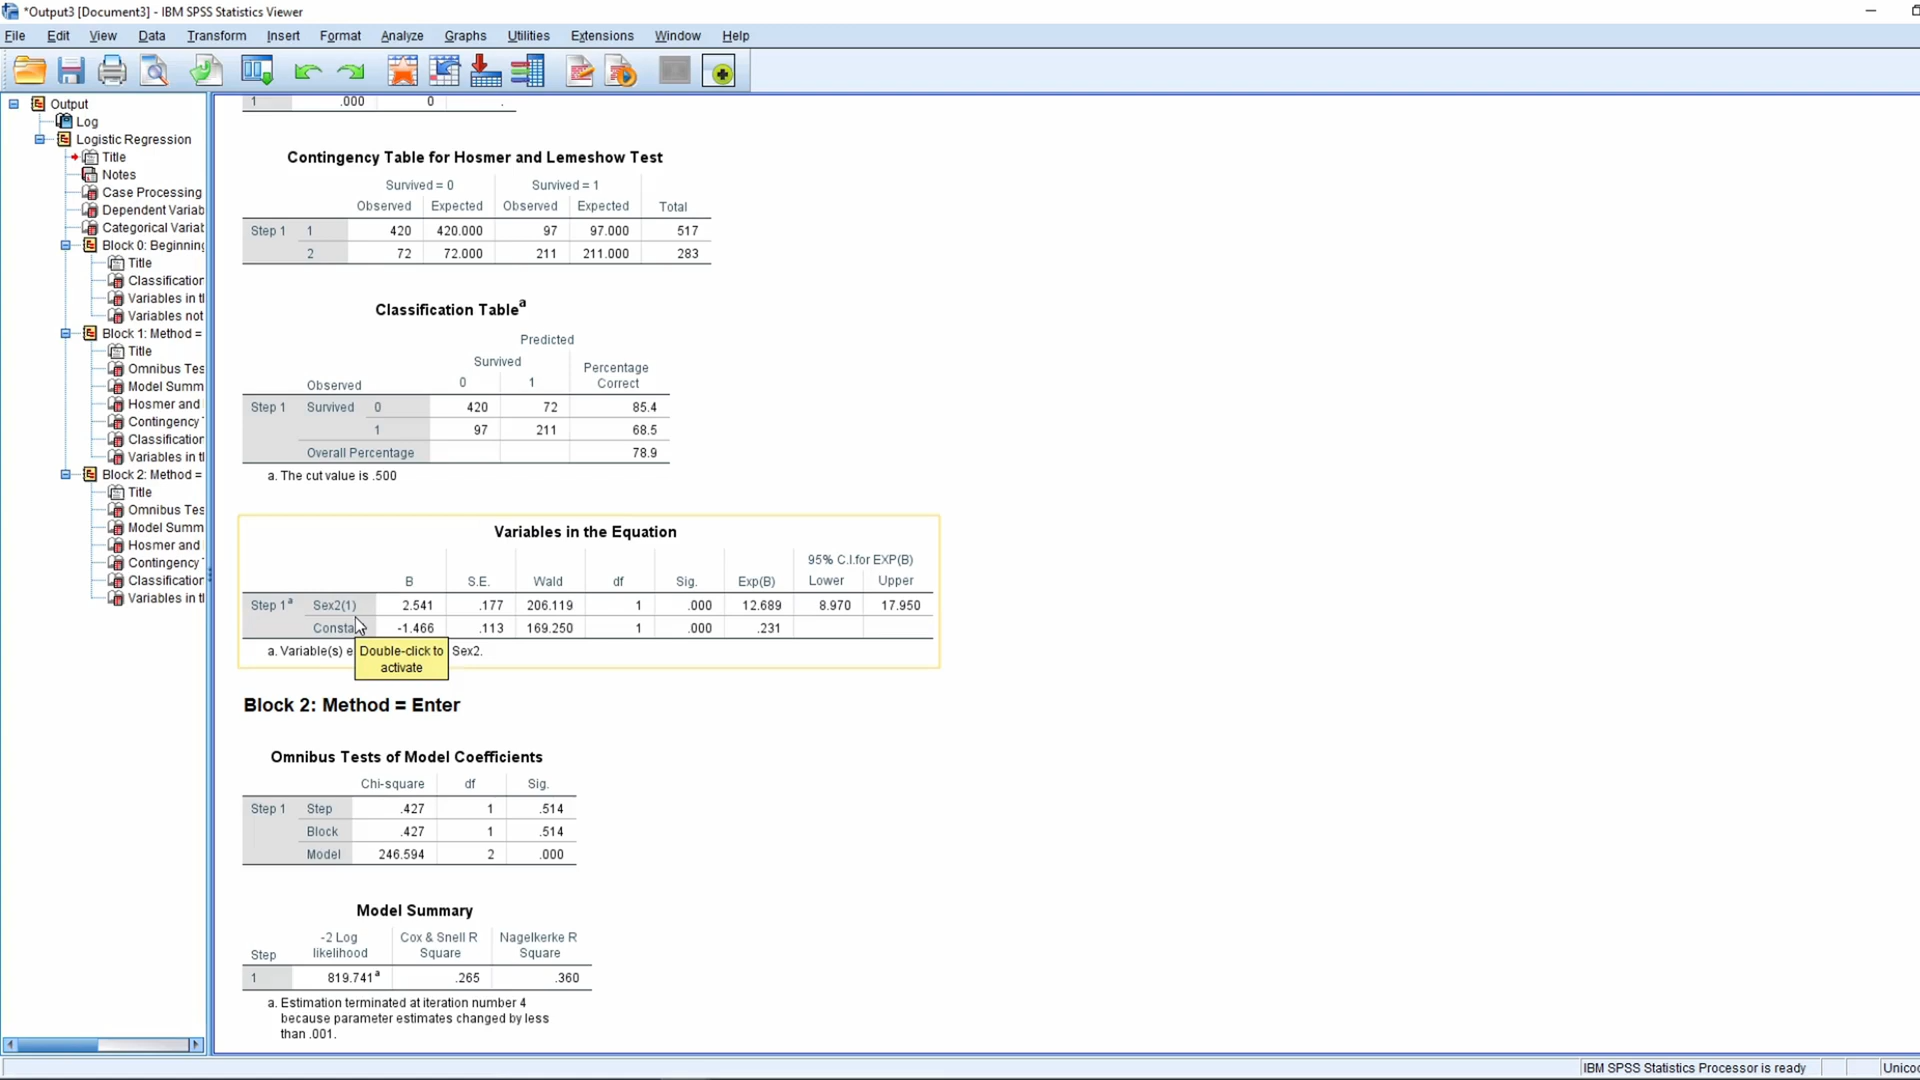 *Output3 [Document3] - IBM SPSS Statistics Viewer
File Edit View Data Transform Insert Format Analyze Graphs Utilities Extensions Window Help
Output
Log
Logistic Regression
Title
Notes
Case Processing
Dependent Variab
Categorical Variat
Block 0: Beginning
Title
Classification
Variables in tl
Variables not
Block 1: Method =
Title
Omnibus Tes
Model Summ
Hosmer and
Contingency
Classification
Variables in tl
Block 2: Method =
Title
Omnibus Tes
Model Summ
Hosmer and
Contingency
Classification
Variables in tl
1 .000 0 .
Contingency Table for Hosmer and Lemeshow Test
Survived = 0 Survived = 1
Observed Expected Observed Expected Total
Step 1 1 420 420.000 97 97.000 517
2 72 72.000 211 211.000 283
Classification Tableᵃ
Predicted
Survived Percentage
Observed 0 1 Correct
Step 1 Survived 0 420 72 85.4
1 97 211 68.5
Overall Percentage 78.9
a. The cut value is .500
Variables in the Equation
95% C.I.for EXP(B)
B S.E. Wald df Sig. Exp(B) Lower Upper
Step 1ᵃ Sex2(1) 2.541 .177 206.119 1 .000 12.689 8.970 17.950
Consta -1.466 .113 169.250 1 .000 .231
a. Variable(s) e Sex2.
Double-click to
activate
Block 2: Method = Enter
Omnibus Tests of Model Coefficients
Chi-square df Sig.
Step 1 Step .427 1 .514
Block .427 1 .514
Model 246.594 2 .000
Model Summary
-2 Log Cox & Snell R Nagelkerke R
Step likelihood Square Square
1 819.741ᵃ .265 .360
a. Estimation terminated at iteration number 4
because parameter estimates changed by less
than .001.
IBM SPSS Statistics Processor is ready Unico